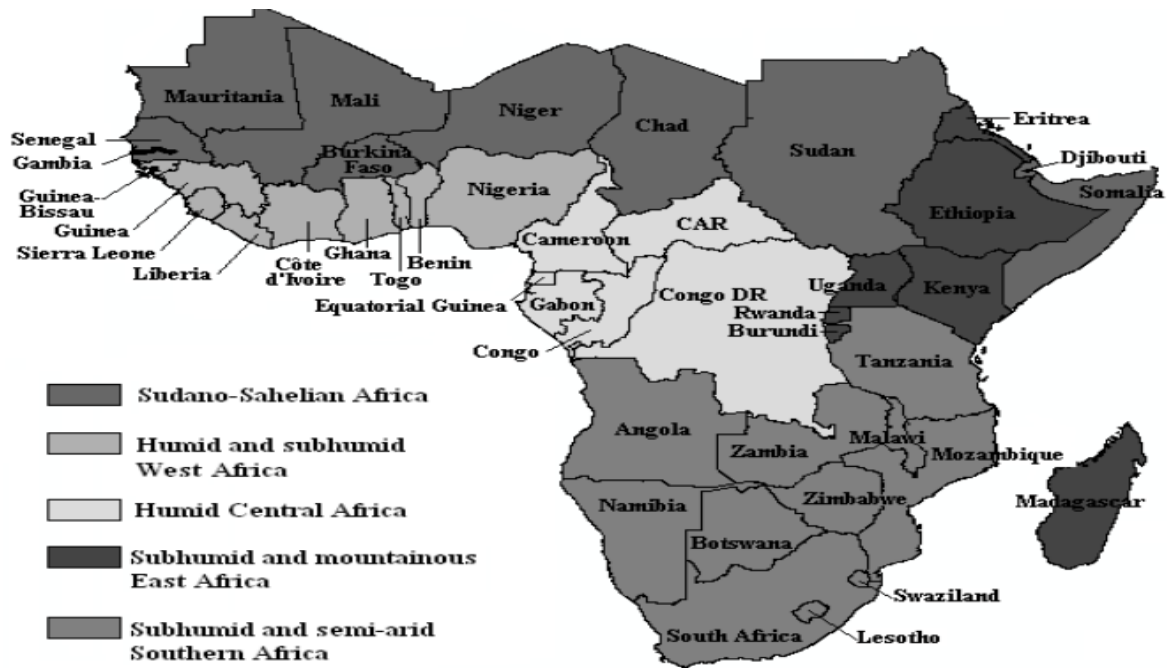 Mauritania
Mali
Niger
Chad
Sudan
Eritrea
Djibouti
Somalia
Senegal
Gambia
Burkina
Faso
Nigeria
Ethiopia
Guinea-
Bissau
Guinea
Sierra Leone
Liberia
Côte
d'Ivoire
Ghana
Togo
Benin
Cameroon
CAR
Equatorial Guinea
Gabon
Congo
Congo DR
Uganda
Kenya
Rwanda
Burundi
Tanzania
Angola
Zambia
Malawi
Mozambique
Madagascar
Namibia
Zimbabwe
Botswana
Swaziland
South Africa
Lesotho
Sudano-Sahelian Africa
Humid and subhumid
West Africa
Humid Central Africa
Subhumid and mountainous
East Africa
Subhumid and semi-arid
Southern Africa